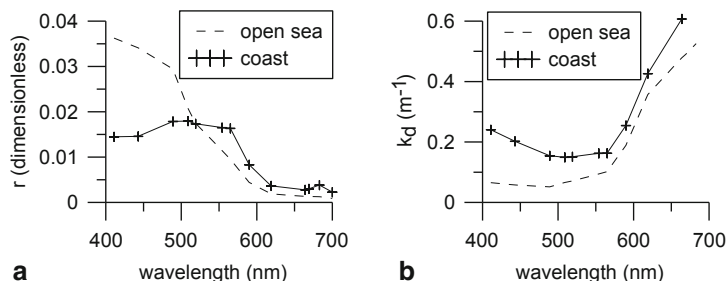 0.04
0.03
0.02
0.01
0
r (dimensionless)
open sea
coast
400 500 600 700
wavelength (nm)
a
0.6
0.4
0.2
0
k_d (m⁻¹)
open sea
coast
400 500 600 700
wavelength (nm)
b